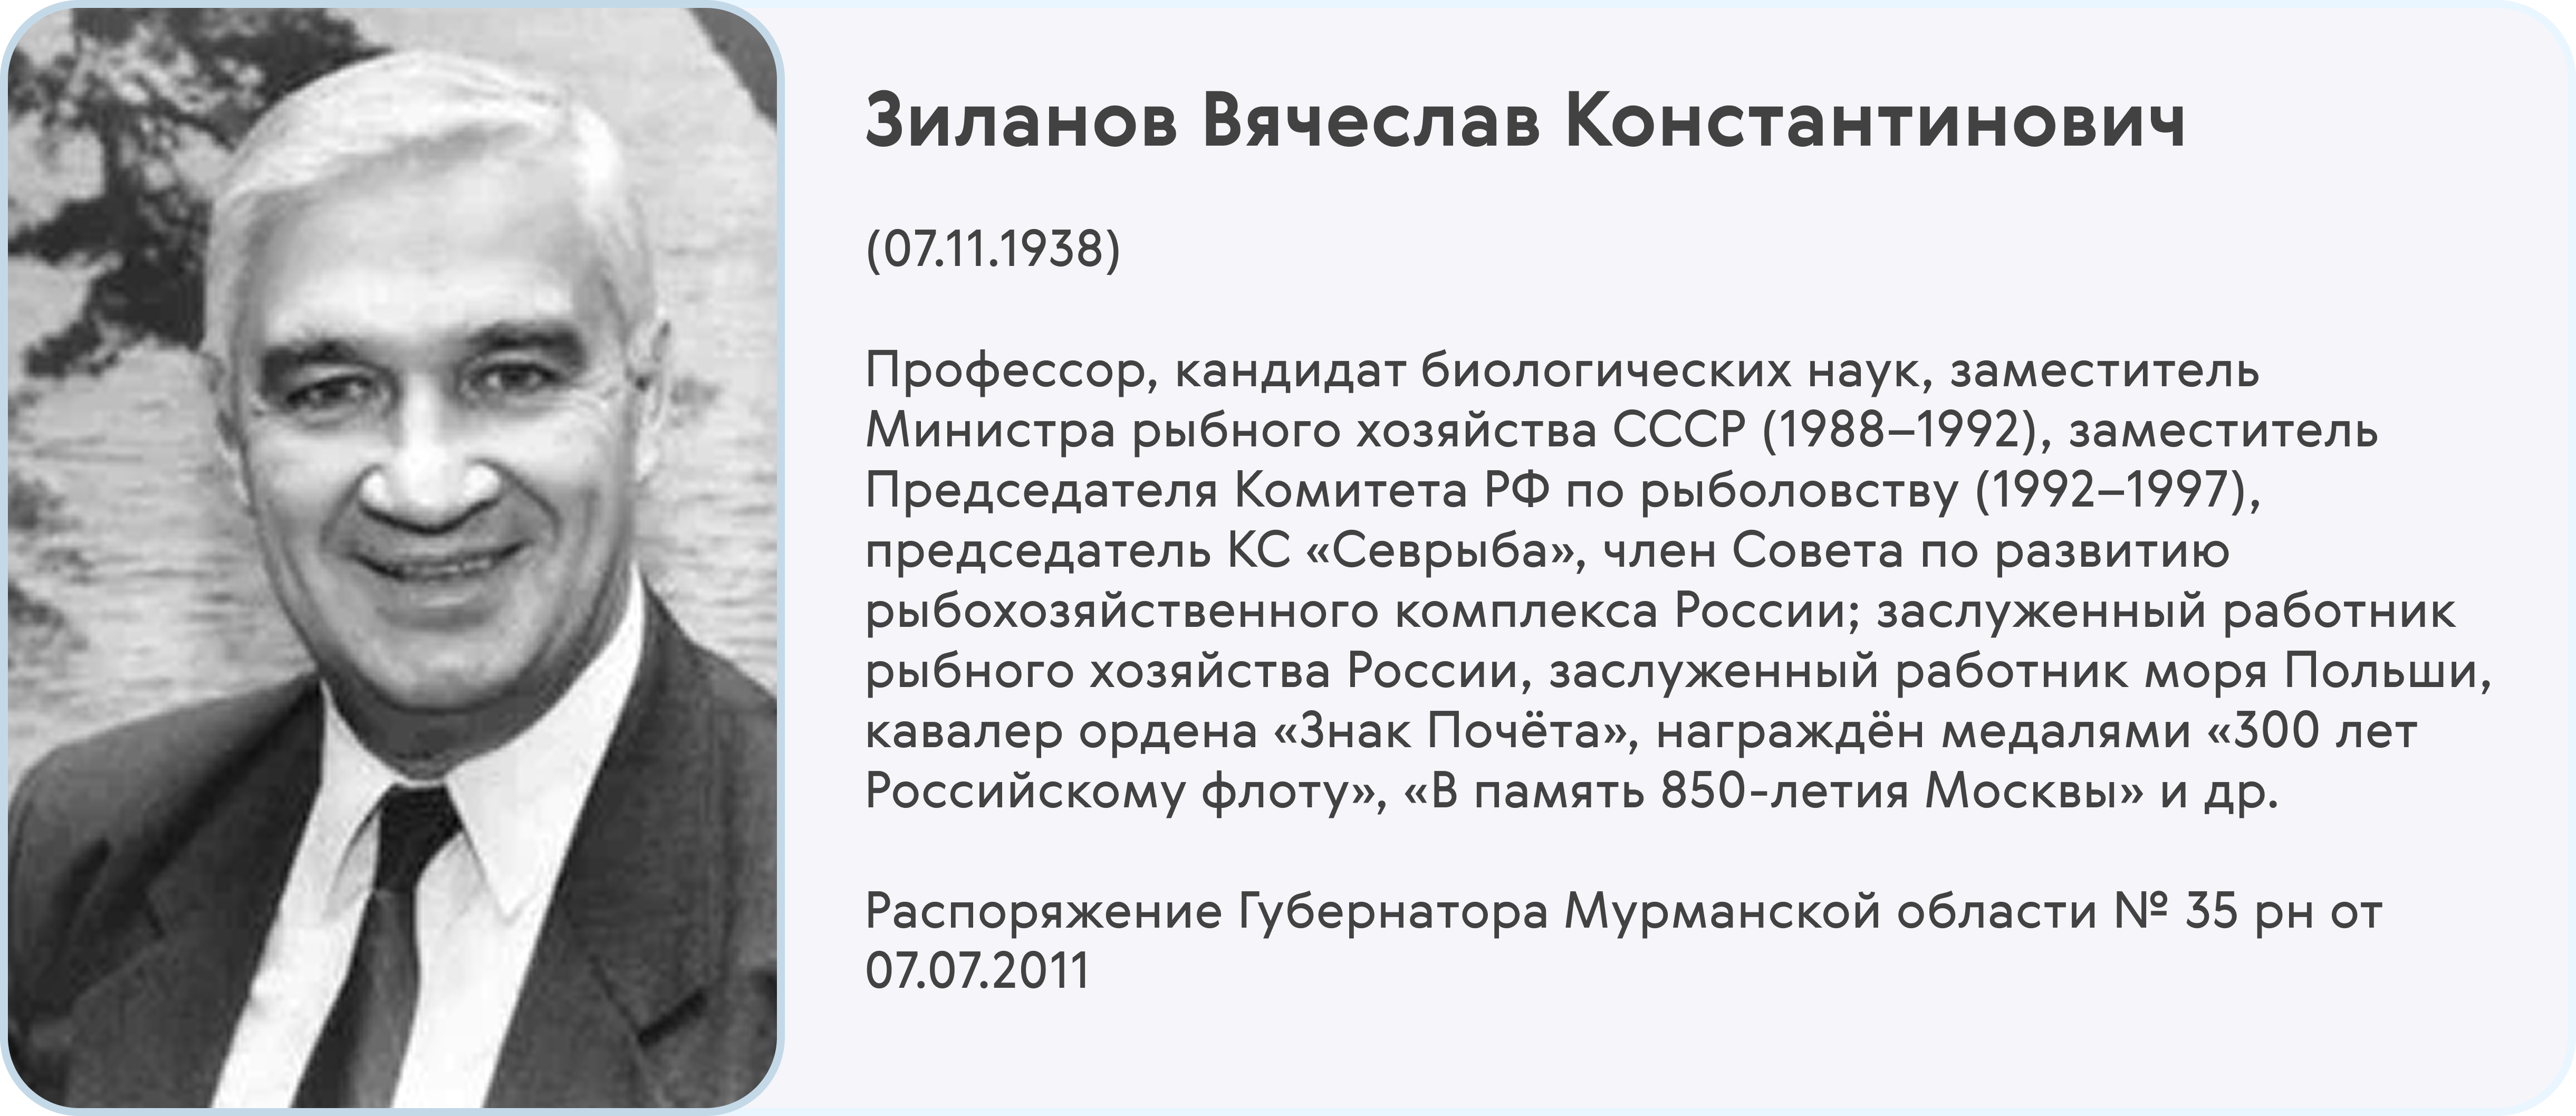 Зиланов Вячеслав Константинович
(07.11.1938)
Профессор, кандидат биологических наук, заместитель
Министра рыбного хозяйства СССР (1988–1992), заместитель
Председателя Комитета РФ по рыболовству (1992–1997),
председатель КС «Севрыба», член Совета по развитию
рыбохозяйственного комплекса России; заслуженный работник
рыбного хозяйства России, заслуженный работник моря Польши,
кавалер ордена «Знак Почёта», награждён медалями «300 лет
Российскому флоту», «В память 850-летия Москвы» и др.
Распоряжение Губернатора Мурманской области № 35 рн от
07.07.2011